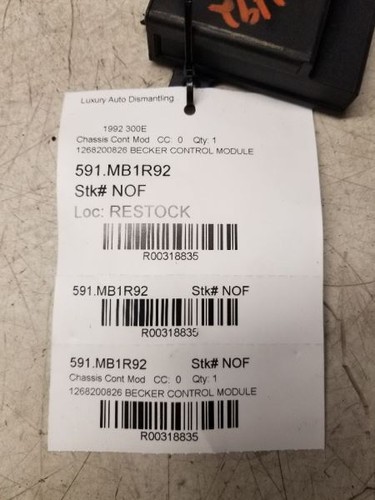 Luxury Auto Dismantling
1992 300E
Chassis Cont Mod CC: 0 Qty: 1
1268200826 BECKER CONTROL MODULE
591.MB1R92
Stk# NOF
Loc: RESTOCK
R00318835
591.MB1R92 Stk# NOF
R00318835
591.MB1R92 Stk# NOF
Chassis Cont Mod CC: 0 Qty: 1
1268200826 BECKER CONTROL MODULE
R00318835